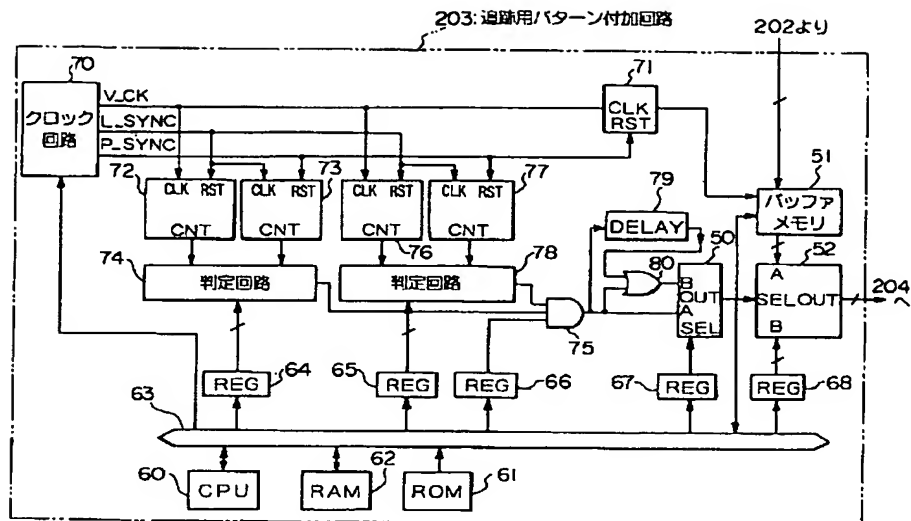 203:追跡用パターン付加回路
202より
70
クロック
回路
V_CK
L_SYNC
P_SYNC
71
CLK
RST
72
CLK RST
CNT
73
CLK RST
CNT
CLK RST
CNT
76
77
CLK RST
CNT
51
バッファ
メモリ
79
DELAY
74
判定回路
78
判定回路
80
50
B
OUT
A
SEL
52
A
SEL OUT
B
204
へ
75
64
REG
65
REG
66
REG
67
REG
68
REG
63
60
CPU
62
RAM
61
ROM